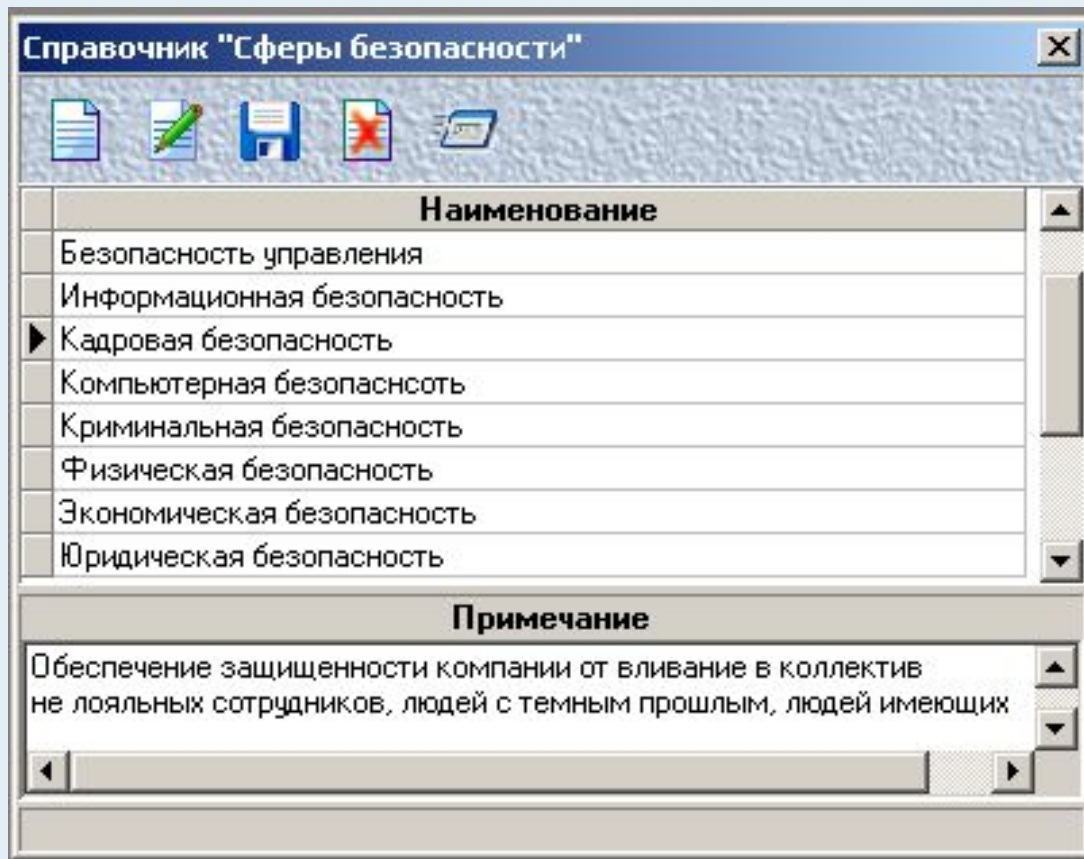 Справочник "Сферы безопасности"
Наименование
Безопасность управления
Информационная безопасность
Кадровая безопасность
Компьютерная безопаснсоть
Криминальная безопасность
Физическая безопасность
Экономическая безопасность
Юридическая безопасность
Примечание
Обеспечение защищенности компании от вливание в коллектив
не лояльных сотрудников, людей с темным прошлым, людей имеющих